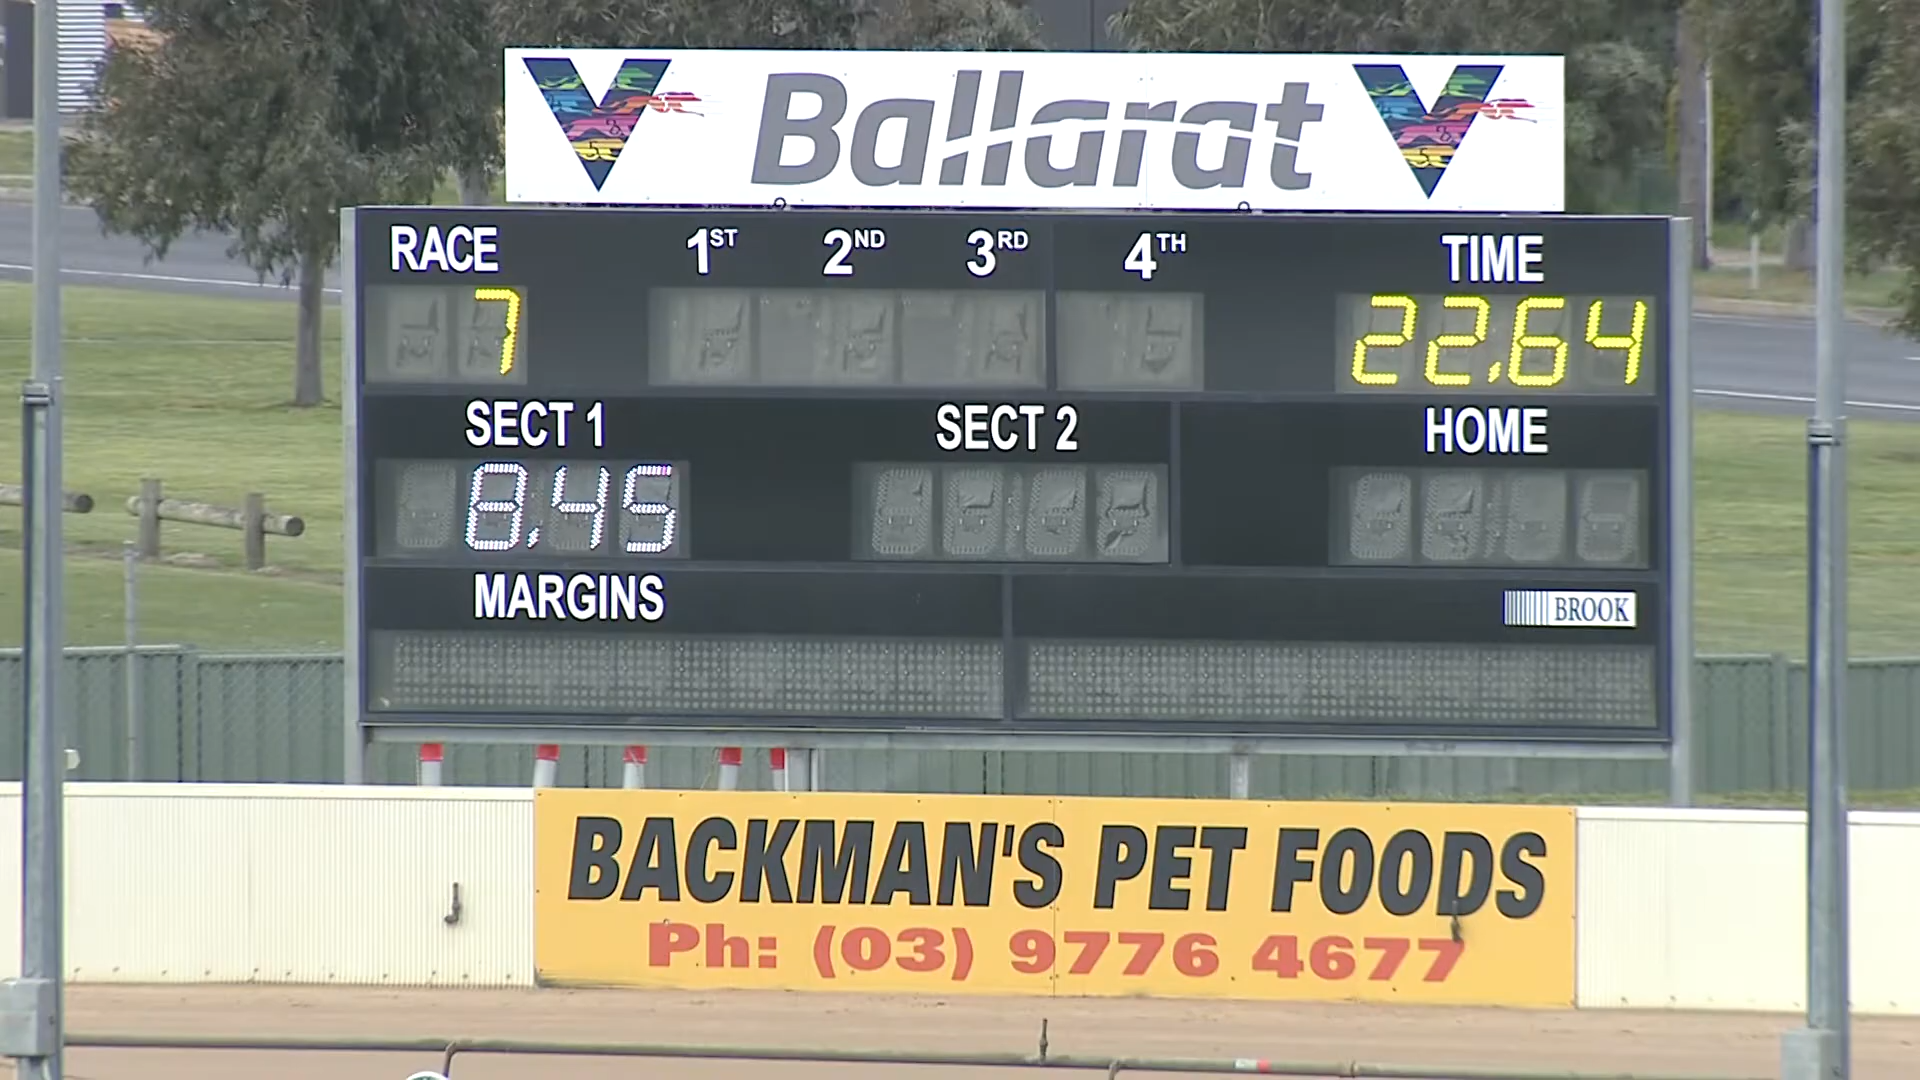 Ballarat
RACE 1ST 2ND 3RD 4TH TIME
7 22.64
SECT 1 SECT 2 HOME
8.45
MARGINS
BROOK
BACKMAN'S PET FOODS
Ph: (03) 9776 4677